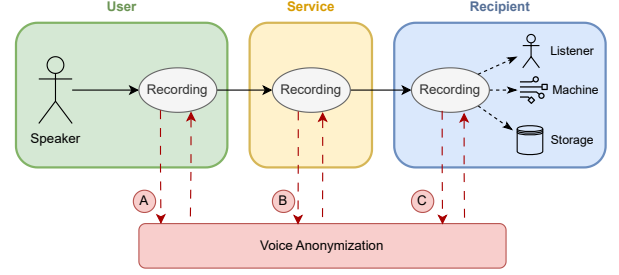 User
Service
Recipient
Speaker
Recording
Recording
Recording
Listener
Machine
Storage
A
B
C
Voice Anonymization